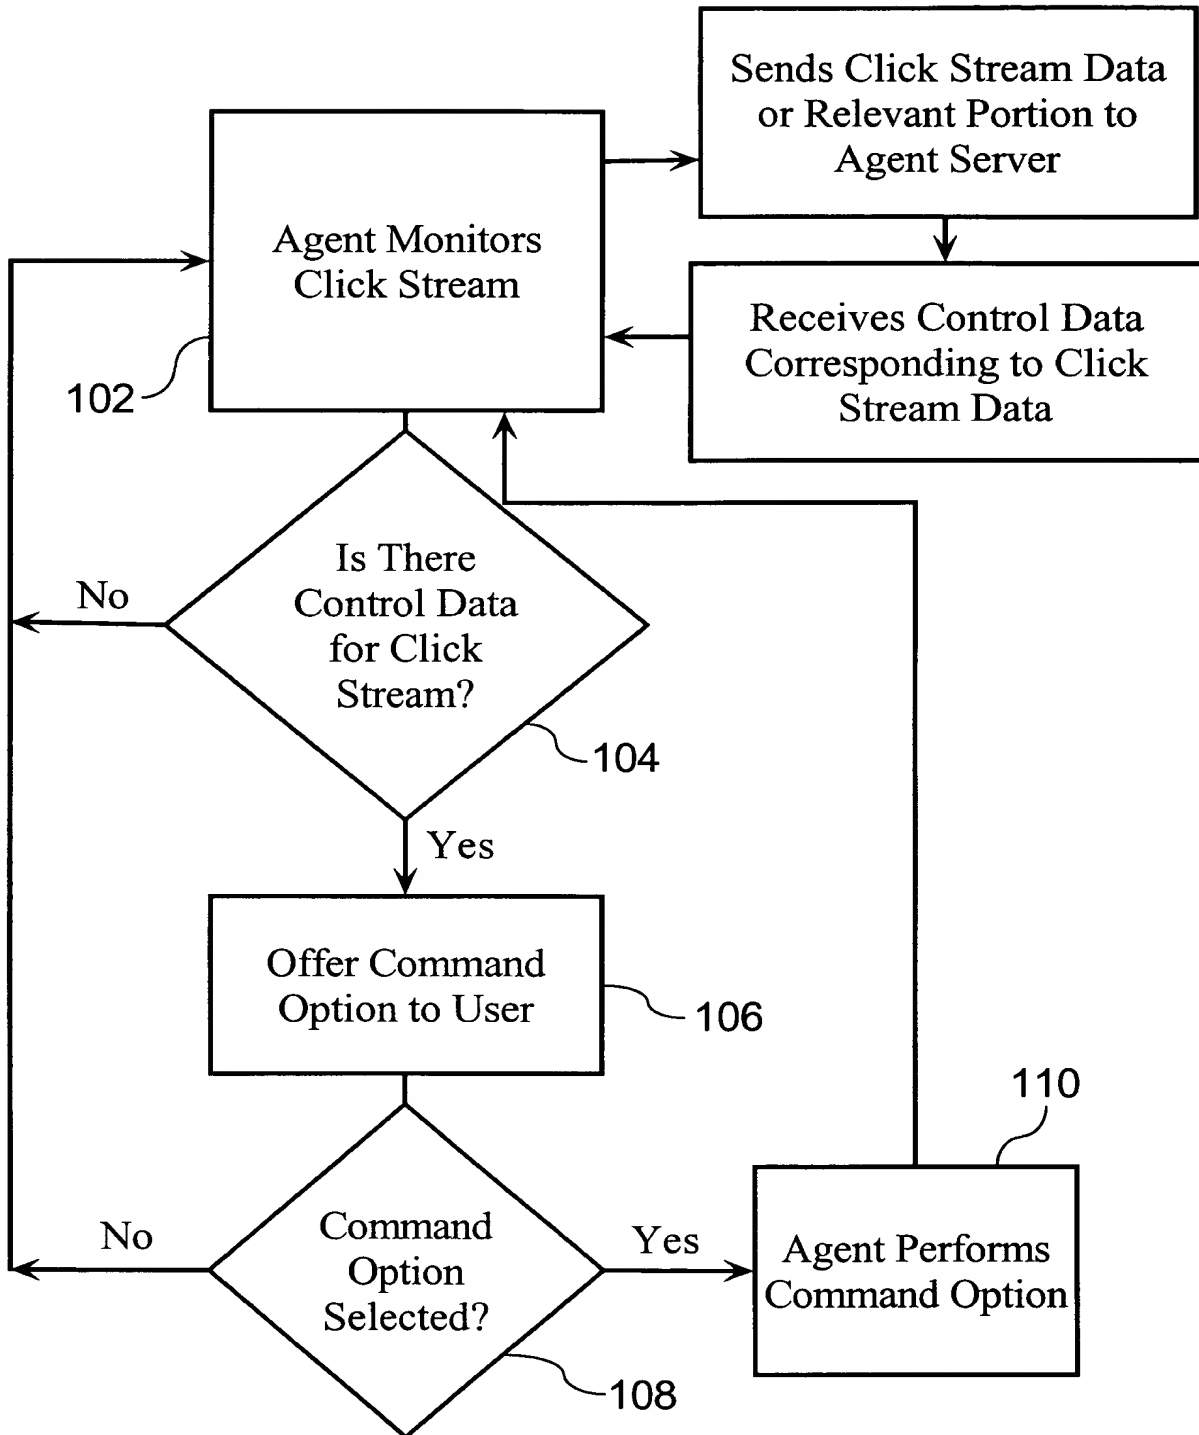 Sends Click Stream Data
or Relevant Portion to
Agent Server
Agent Monitors
Click Stream
102
Receives Control Data
Corresponding to Click
Stream Data
Is There
Control Data
for Click
Stream?
No
104
Yes
Offer Command
Option to User
106
110
Command
Option
Selected?
No
Yes
Agent Performs
Command Option
108